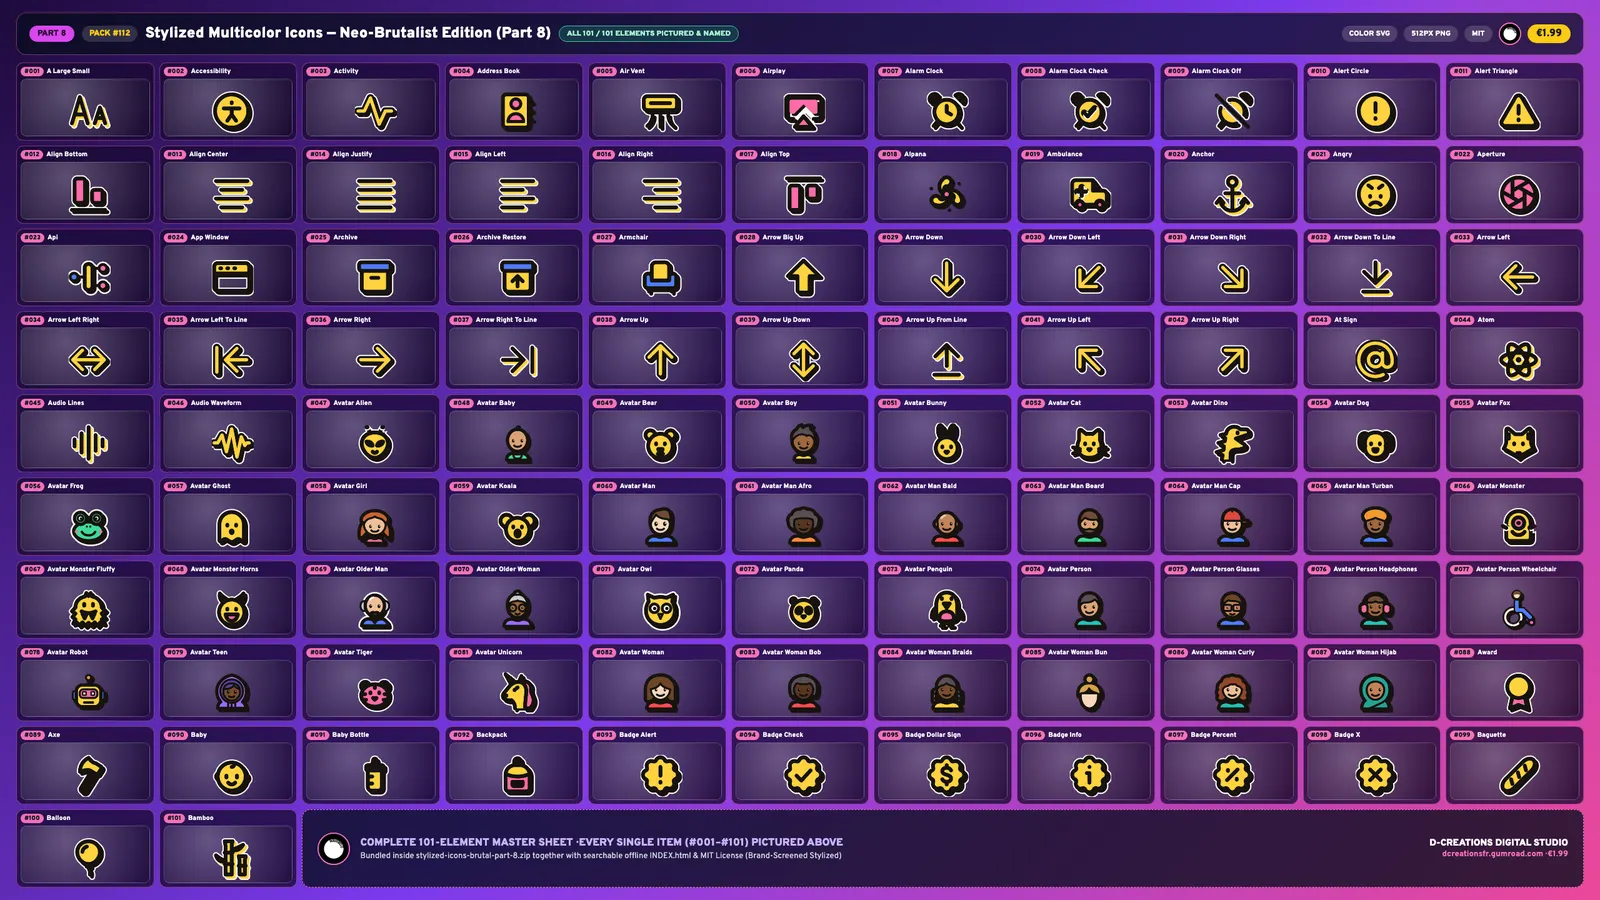 PART 8 PACK #112 Stylized Multicolor Icons — Neo-Brutalist Edition (Part 8) ALL 101 / 101 ELEMENTS PICTURED & NAMED COLOR SVG 512PX PNG MIT €1.99
#001 A Large Small #002 Accessibility #003 Activity #004 Address Book #005 Air Vent #006 Airplay #007 Alarm Clock #008 Alarm Clock Check #009 Alarm Clock Off #010 Alert Circle #011 Alert Triangle
#012 Align Bottom #013 Align Center #014 Align Justify #015 Align Left #016 Align Right #017 Align Top #018 Alpana #019 Ambulance #020 Anchor #021 Angry #022 Aperture
#023 Api #024 App Window #025 Archive #026 Archive Restore #027 Armchair #028 Arrow Big Up #029 Arrow Down #030 Arrow Down Left #031 Arrow Down Right #032 Arrow Down To Line #033 Arrow Left
#034 Arrow Left Right #035 Arrow Left To Line #036 Arrow Right #037 Arrow Right To Line #038 Arrow Up #039 Arrow Up Down #040 Arrow Up From Line #041 Arrow Up Left #042 Arrow Up Right #043 At Sign #044 Atom
#045 Audio Lines #046 Audio Waveform #047 Avatar Alien #048 Avatar Baby #049 Avatar Bear #050 Avatar Boy #051 Avatar Bunny #052 Avatar Cat #053 Avatar Dino #054 Avatar Dog #055 Avatar Fox
#056 Avatar Frog #057 Avatar Ghost #058 Avatar Girl #059 Avatar Koala #060 Avatar Man #061 Avatar Man Afro #062 Avatar Man Bald #063 Avatar Man Beard #064 Avatar Man Cap #065 Avatar Man Turban #066 Avatar Monster
#067 Avatar Monster Fluffy #068 Avatar Monster Horns #069 Avatar Older Man #070 Avatar Older Woman #071 Avatar Owl #072 Avatar Panda #073 Avatar Penguin #074 Avatar Person #075 Avatar Person Glasses #076 Avatar Person Headphones #077 Avatar Person Wheelchair
#078 Avatar Robot #079 Avatar Teen #080 Avatar Tiger #081 Avatar Unicorn #082 Avatar Woman #083 Avatar Woman Bob #084 Avatar Woman Braids #085 Avatar Woman Bun #086 Avatar Woman Curly #087 Avatar Woman Hijab #088 Award
#089 Axe #090 Baby #091 Baby Bottle #092 Backpack #093 Badge Alert #094 Badge Check #095 Badge Dollar Sign #096 Badge Info #097 Badge Percent #098 Badge X #099 Baguette
#100 Balloon #101 Bamboo
COMPLETE 101-ELEMENT MASTER SHEET · EVERY SINGLE ITEM (#001–#101) PICTURED ABOVE
Bundled inside stylized-icons-brutal-part-8.zip together with searchable offline INDEX.html & MIT License (Brand-Screened Stylized)
D-CREATIONS DIGITAL STUDIO
dcreationsfr.gumroad.com · €1.99